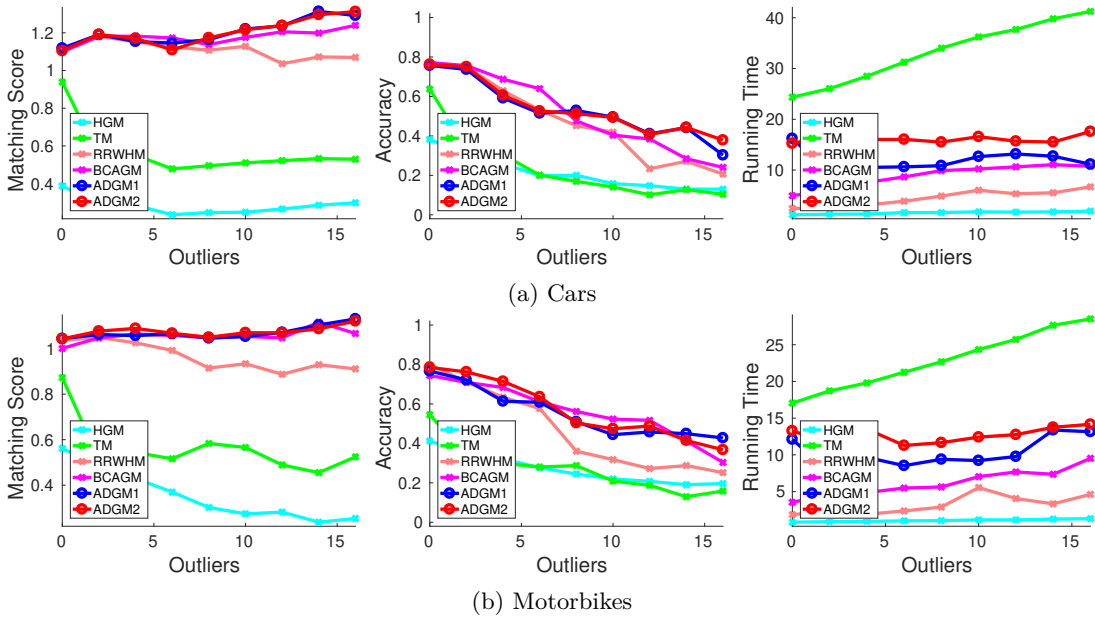 Matching Score
1.2
1
0.8
0.6
0.4
HGM
TM
RRWHM
BCAGM
ADGM1
ADGM2
0 5 10 15
Outliers
Accuracy
1
0.8
0.6
0.4
0.2
0
HGM
TM
RRWHM
BCAGM
ADGM1
ADGM2
0 5 10 15
Outliers
Running Time
40
30
20
10
HGM
TM
RRWHM
BCAGM
ADGM1
ADGM2
0 5 10 15
Outliers
(a) Cars
Matching Score
1
0.8
0.6
0.4
HGM
TM
RRWHM
BCAGM
ADGM1
ADGM2
0 5 10 15
Outliers
Accuracy
1
0.8
0.6
0.4
0.2
0
HGM
TM
RRWHM
BCAGM
ADGM1
ADGM2
0 5 10 15
Outliers
Running Time
25
20
15
10
5
HGM
TM
RRWHM
BCAGM
ADGM1
ADGM2
0 5 10 15
Outliers
(b) Motorbikes